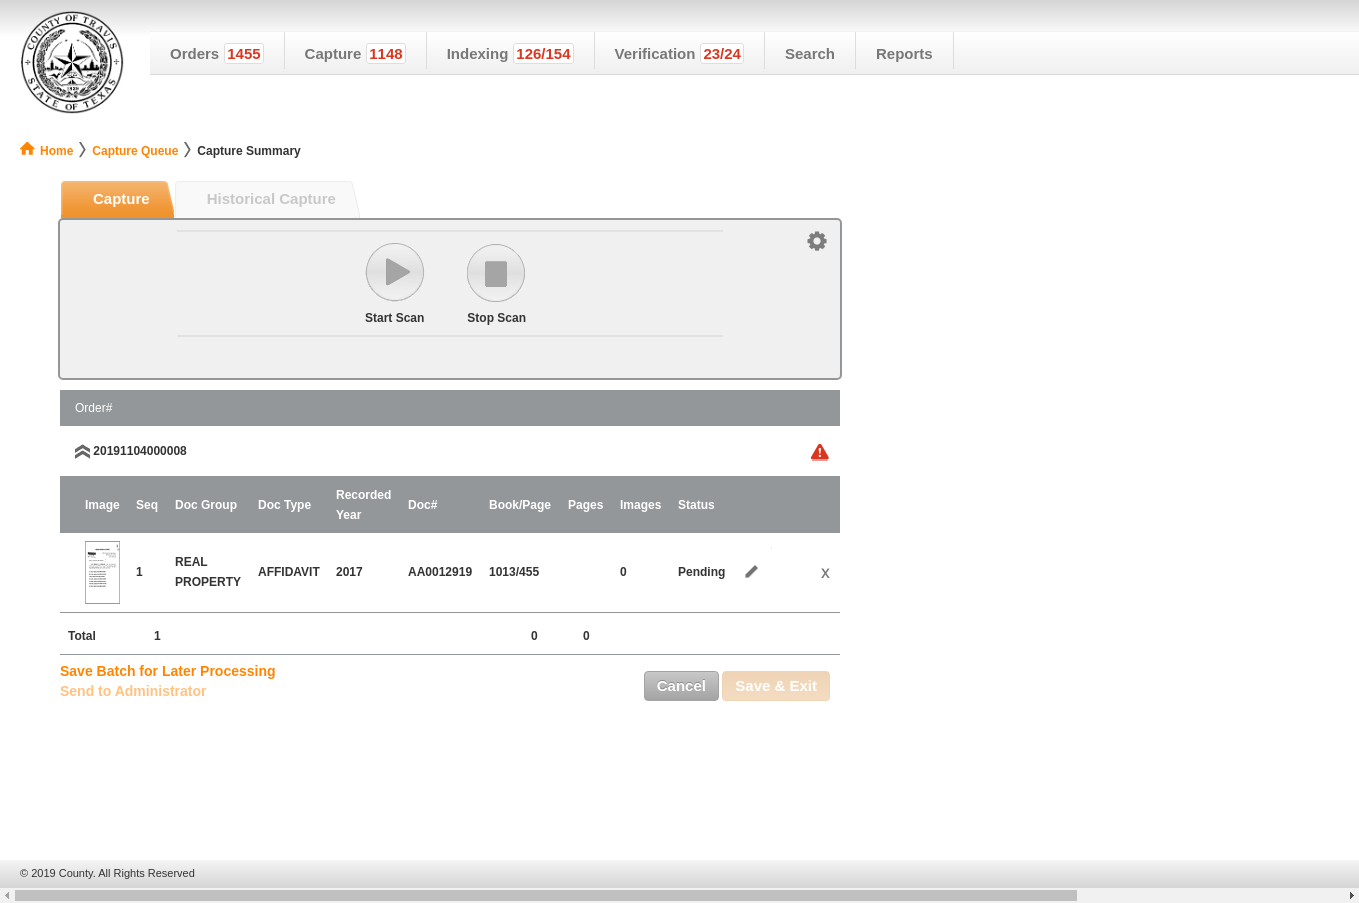 COUNTY OF TRAVIS
STATE OF TEXAS
Orders 1455 Capture 1148 Indexing 126/154 Verification 23/24 Search Reports
Home Capture Queue Capture Summary
Capture Historical Capture
Start Scan Stop Scan
Order#
20191104000008
Image Seq Doc Group Doc Type Recorded Year Doc# Book/Page Pages Images Status
1 REAL PROPERTY AFFIDAVIT 2017 AA0012919 1013/455 0 Pending X
Total 1 0 0
Save Batch for Later Processing
Send to Administrator
Cancel Save & Exit
© 2019 County. All Rights Reserved